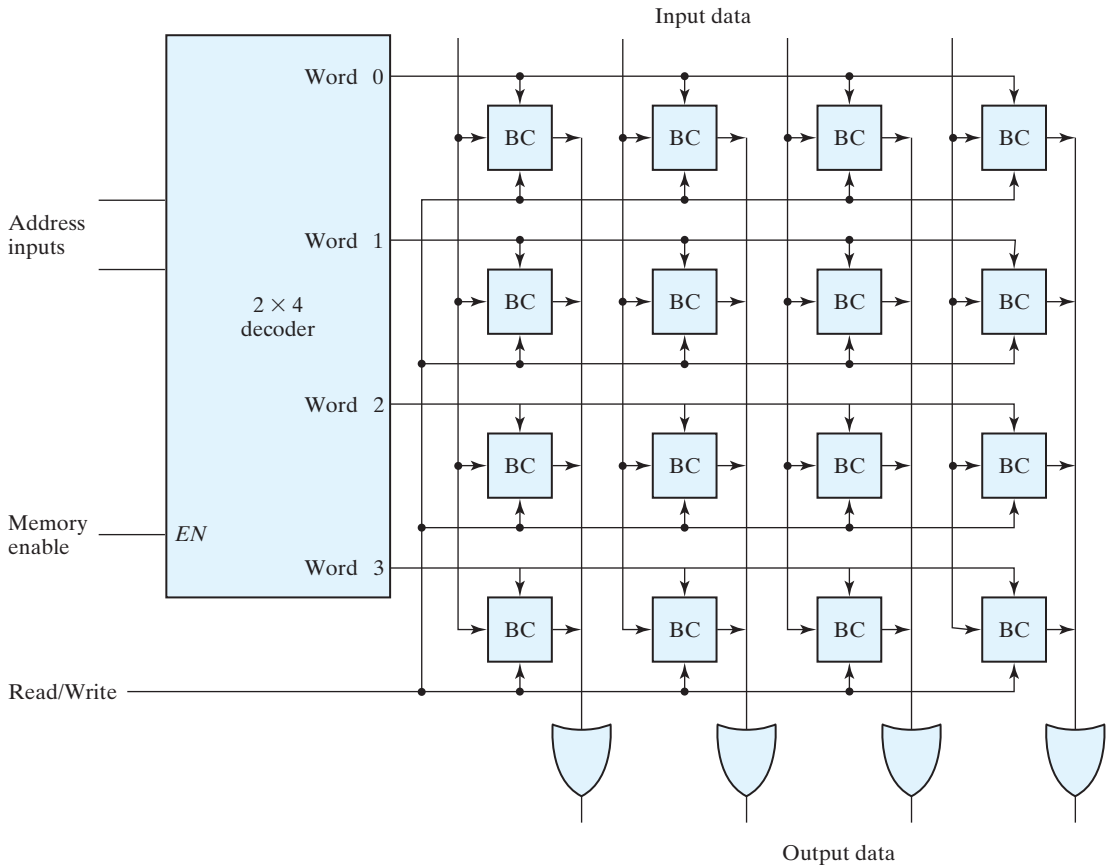 Input data
Word 0
BC BC BC BC
Address
inputs
Word 1
2 × 4
decoder
BC BC BC BC
Word 2
BC BC BC BC
Memory
enable
EN
Word 3
BC BC BC BC
Read/Write
Output data